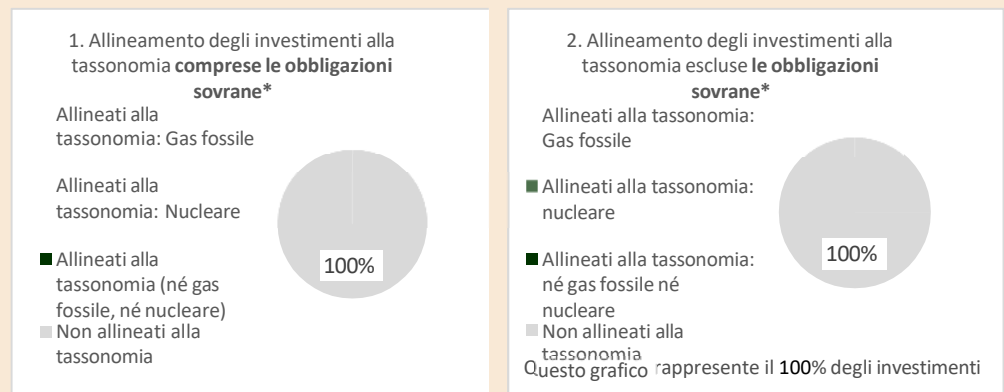 1. Allineamento degli investimenti alla
tassonomia comprese le obbligazioni
sovrane*
Allineati alla
tassonomia: Gas fossile
Allineati alla
tassonomia: Nucleare
Allineati alla
tassonomia (né gas
fossile, né nucleare)
Non allineati alla
tassonomia
100%
2. Allineamento degli investimenti alla
tassonomia escluse le obbligazioni
sovrane*
Allineati alla tassonomia:
Gas fossile
Allineati alla tassonomia:
nucleare
Allineati alla tassonomia:
né gas fossile né
nucleare
Non allineati alla
tassonomia
100%
Questo grafico rappresente il 100% degli investimenti